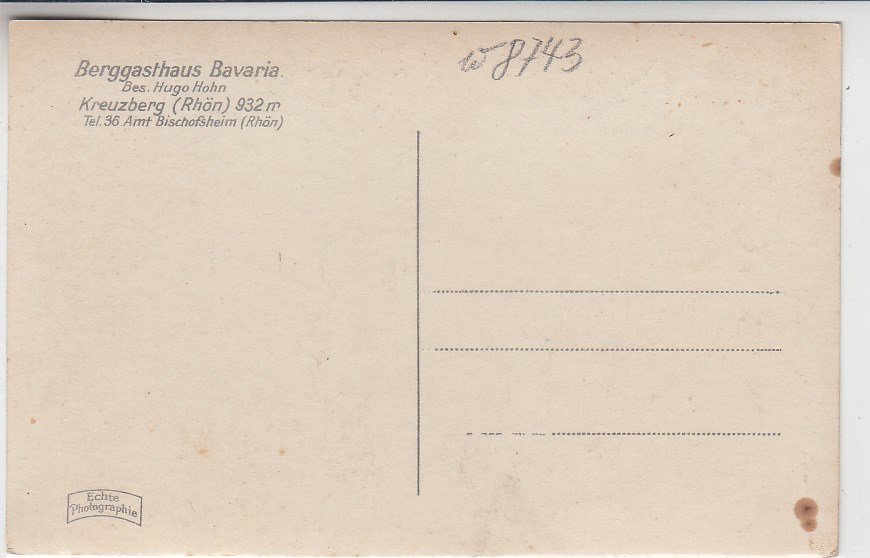 Berggasthaus Bavaria.
Bes. Hugo Hohn
Kreuzberg (Rhön) 932 m
Tel. 36 Amt Bischofsheim (Rhön)
w 8743
Echte
Photographie